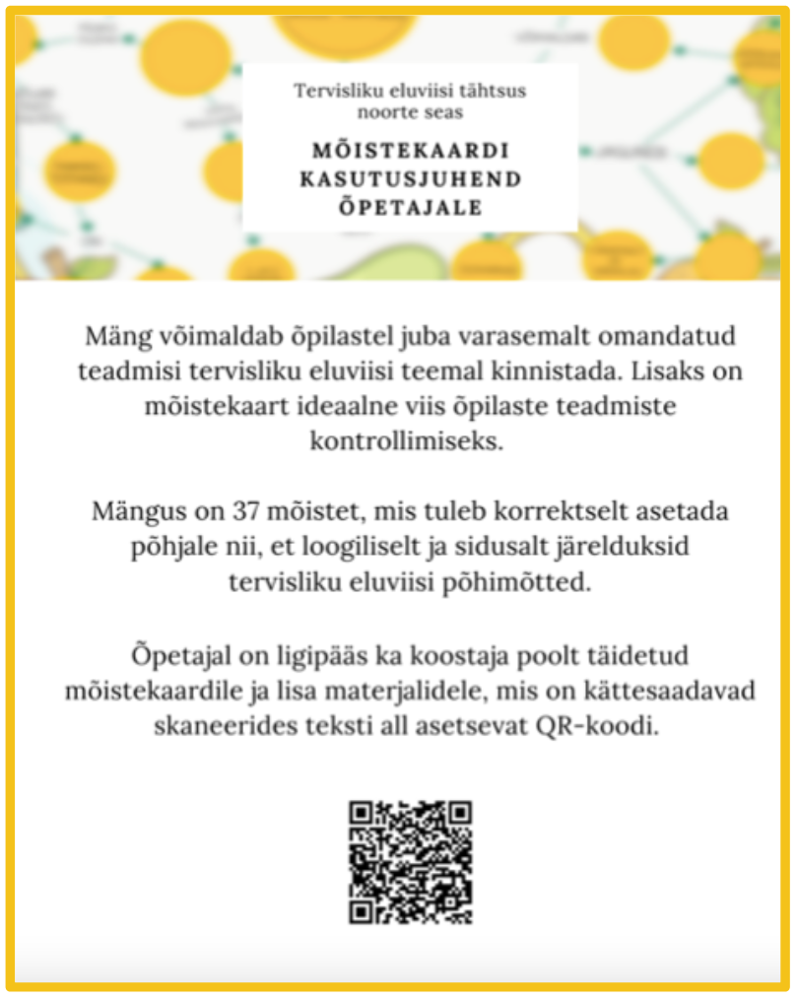 Tervisliku eluviisi tähtsus
noorte seas
MÕISTEKAARDI
KASUTUSJUHEND
ÕPETAJALE
Mäng võimaldab õpilastel juba varasemalt omandatud
teadmisi tervisliku eluviisi teemal kinnistada. Lisaks on
mõistekaart ideaalne viis õpilaste teadmiste
kontrollimiseks.
Mängus on 37 mõistet, mis tuleb korrektselt asetada
põhjale nii, et loogiliselt ja sidusalt järelduksid
tervisliku eluviisi põhimõtted.
Õpetajal on ligipääs ka koostaja poolt täidetud
mõistekaardile ja lisa materjalidele, mis on kättesaadavad
skaneerides teksti all asetsevat QR-koodi.